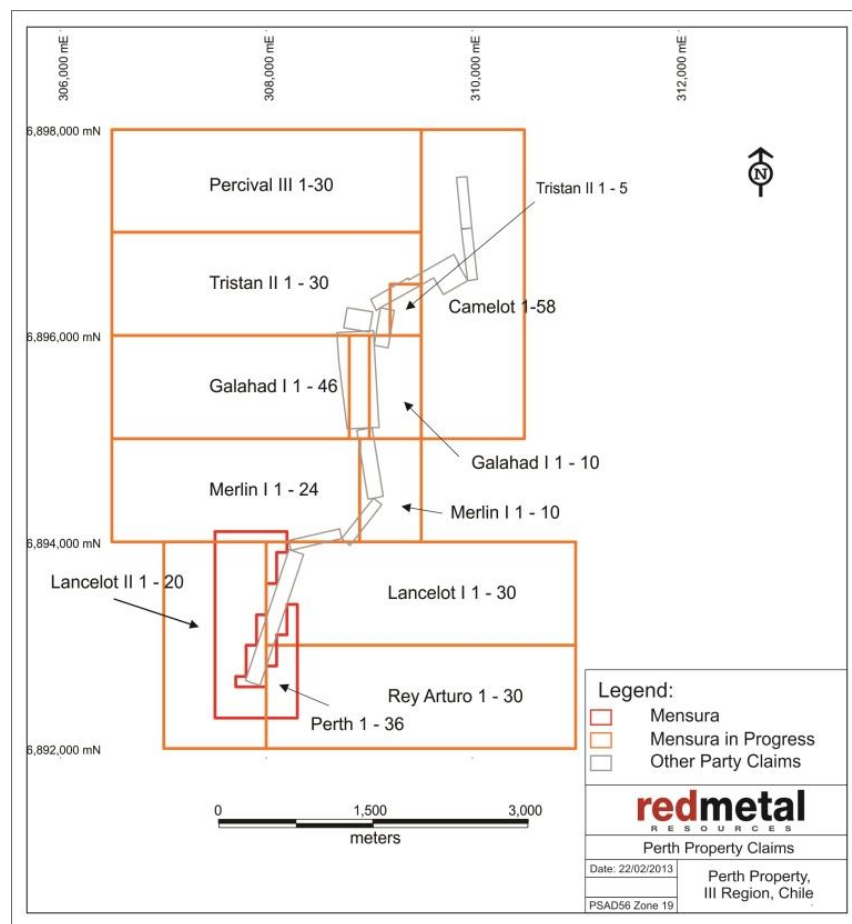 306,000 mE
308,000 mE
310,000 mE
312,000 mE
6,898,000 mN
N
Percival III 1-30
Tristan II 1 - 5
Tristan II 1 - 30
Camelot 1-58
6,896,000 mN
Galahad I 1 - 46
Galahad I 1 - 10
Merlin I 1 - 24
Merlin I 1 - 10
6,894,000 mN
Lancelot II 1 - 20
Lancelot I 1 - 30
Rey Arturo 1 - 30
Perth 1 - 36
6,892,000 mN
Legend:
Mensura
Mensura in Progress
Other Party Claims
0 1,500 3,000
meters
redmetal
RESOURCES
Perth Property Claims
Date: 22/02/2013
Perth Property,
III Region, Chile
PSAD56 Zone 19